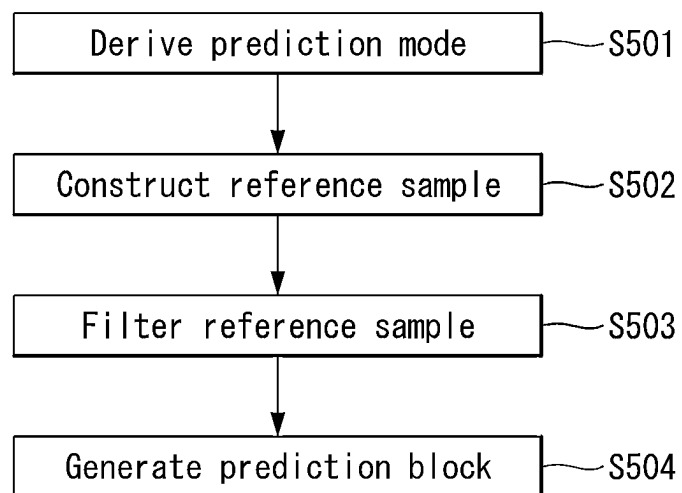 Derive prediction mode S501
Construct reference sample S502
Filter reference sample S503
Generate prediction block S504